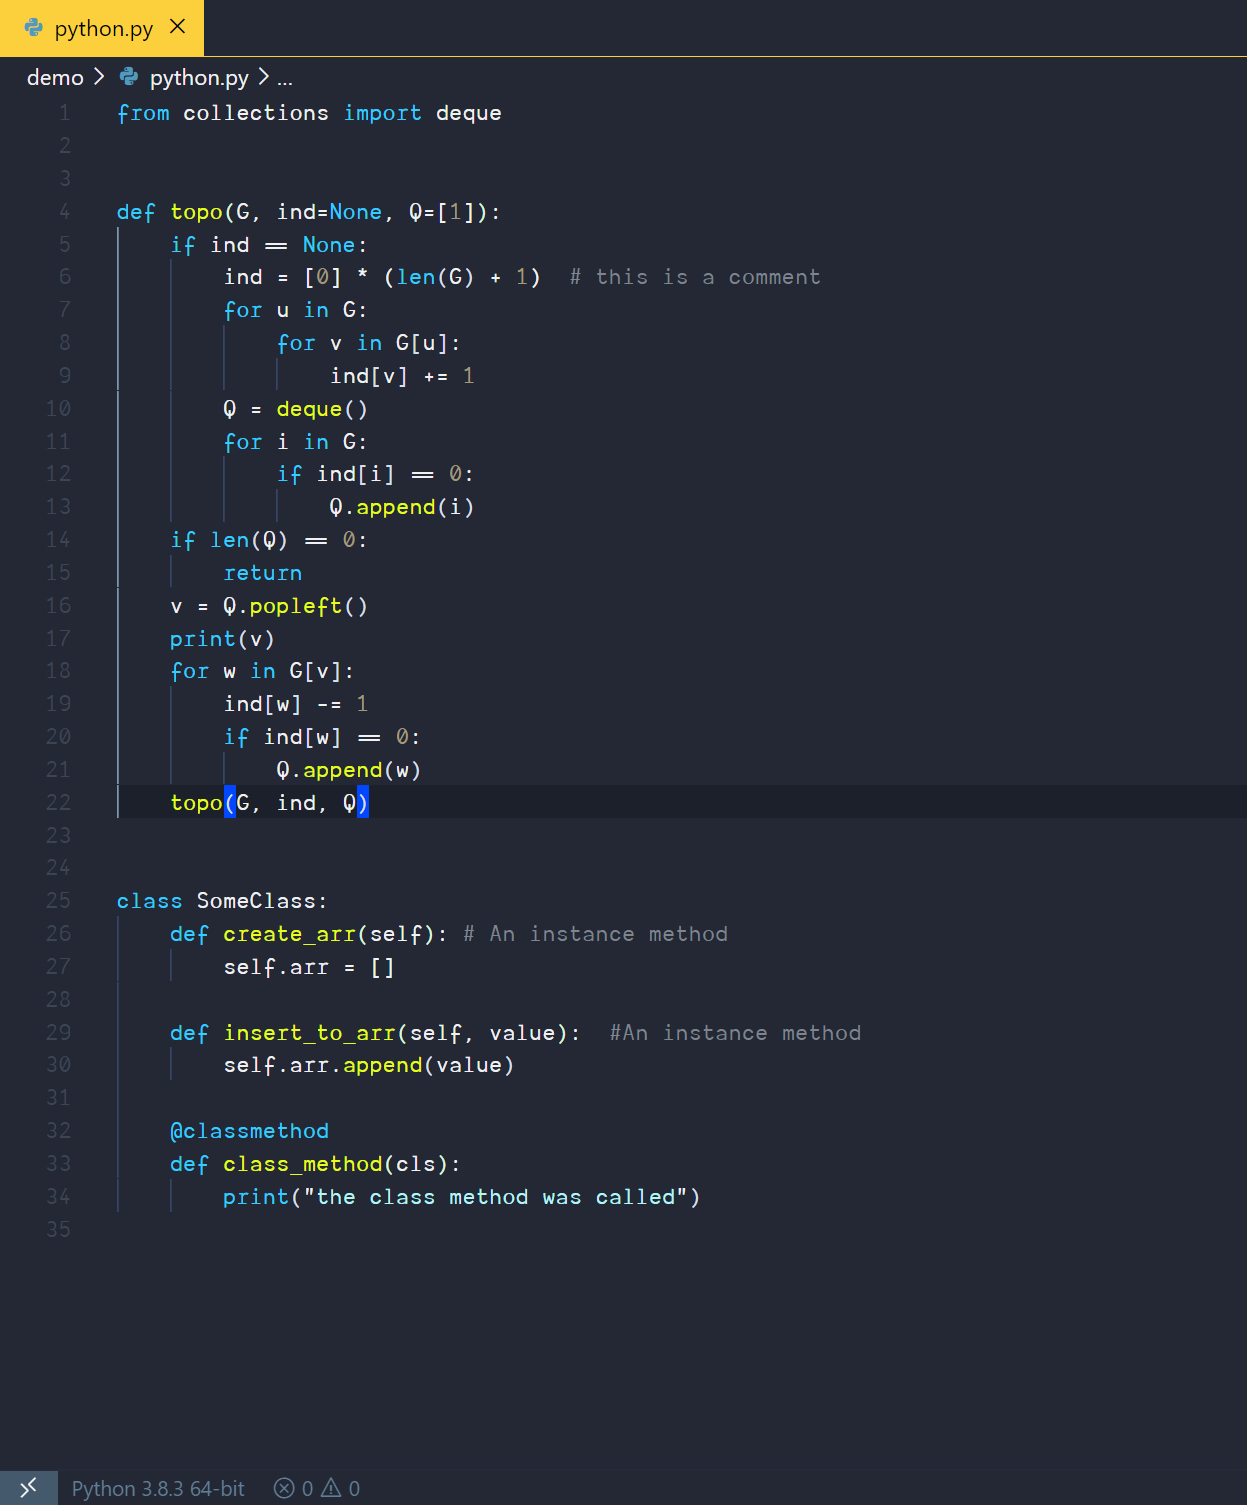 python.py
demo > python.py > ...
1 from collections import deque
2
3
4 def topo(G, ind=None, Q=[1]):
5     if ind == None:
6         ind = [0] * (len(G) + 1)  # this is a comment
7         for u in G:
8             for v in G[u]:
9                 ind[v] += 1
10         Q = deque()
11         for i in G:
12             if ind[i] == 0:
13                 Q.append(i)
14     if len(Q) == 0:
15         return
16     v = Q.popleft()
17     print(v)
18     for w in G[v]:
19         ind[w] -= 1
20         if ind[w] == 0:
21             Q.append(w)
22     topo(G, ind, Q)
23
24
25 class SomeClass:
26     def create_arr(self): # An instance method
27         self.arr = []
28
29     def insert_to_arr(self, value):  #An instance method
30         self.arr.append(value)
31
32     @classmethod
33     def class_method(cls):
34         print("the class method was called")
35
Python 3.8.3 64-bit 0 0